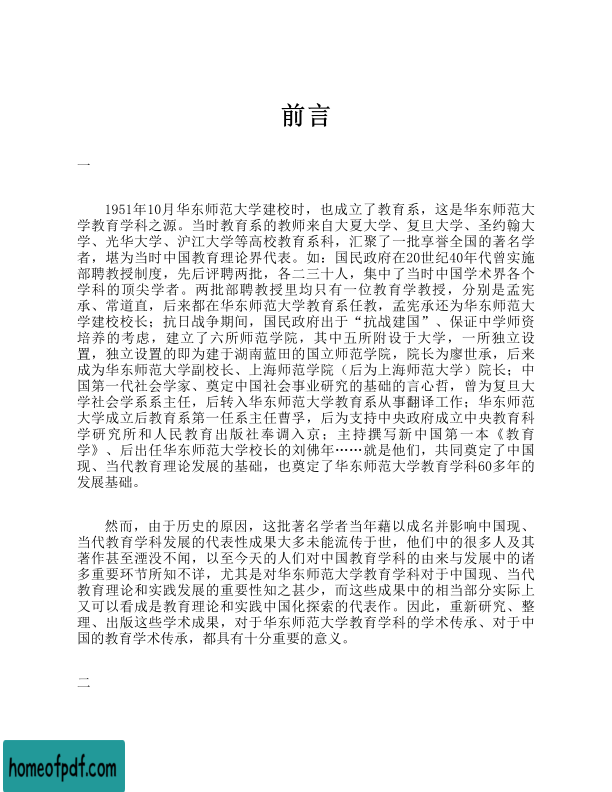 前言
一
1951年10月华东师范大学建校时，也成立了教育系，这是华东师范大
学教育学科之源。当时教育系的教师来自大夏大学、复旦大学、圣约翰大
学、光华大学、沪江大学等高校教育系科，汇聚了一批享誉全国的著名学
者，堪为当时中国教育理论界代表。如：国民政府在20世纪40年代曾实施
部聘教授制度，先后评聘两批，各二三十人，集中了当时中国学术界各个
学科的顶尖学者。两批部聘教授里均只有一位教育学教授，分别是孟宪
承、常道直，后来都在华东师范大学教育系任教，孟宪承还为华东师范大
学建校校长；抗日战争期间，国民政府出于“抗战建国”、保证中学师资
培养的考虑，建立了六所师范学院，其中五所附设于大学，一所独立设
置，独立设置的即为建于湖南蓝田的国立师范学院，院长为廖世承，后来
成为华东师范大学副校长、上海师范学院（后为上海师范大学）院长；中
国第一代社会学家、奠定中国社会事业研究的基础的言心哲，曾为复旦大
学社会学系系主任，后转入华东师范大学教育系从事翻译工作；华东师范
大学成立后教育系第一任系主任曹孚，后为支持中央政府成立中央教育科
学研究所和人民教育出版社奉调入京；主持撰写新中国第一本《教育
学》、后出任华东师范大学校长的刘佛年……就是他们，共同奠定了中国
现、当代教育理论发展的基础，也奠定了华东师范大学教育学科60多年的
发展基础。
然而，由于历史的原因，这批著名学者当年藉以成名并影响中国现、
当代教育学科发展的代表性成果大多未能流传于世，他们中的很多人及其
著作甚至湮没不闻，以至今天的人们对中国教育学科的由来与发展中的诸
多重要环节所知不详，尤其是对华东师范大学教育学科对于中国现、当代
教育理论和实践发展的重要性知之甚少，而这些成果中的相当部分实际上
又可以看成是教育理论和实践中国化探索的代表作。因此，重新研究、整
理、出版这些学术成果，对于华东师范大学教育学科的学术传承、对于中
国的教育学术传承，都具有十分重要的意义。
二
homeofpdf.com